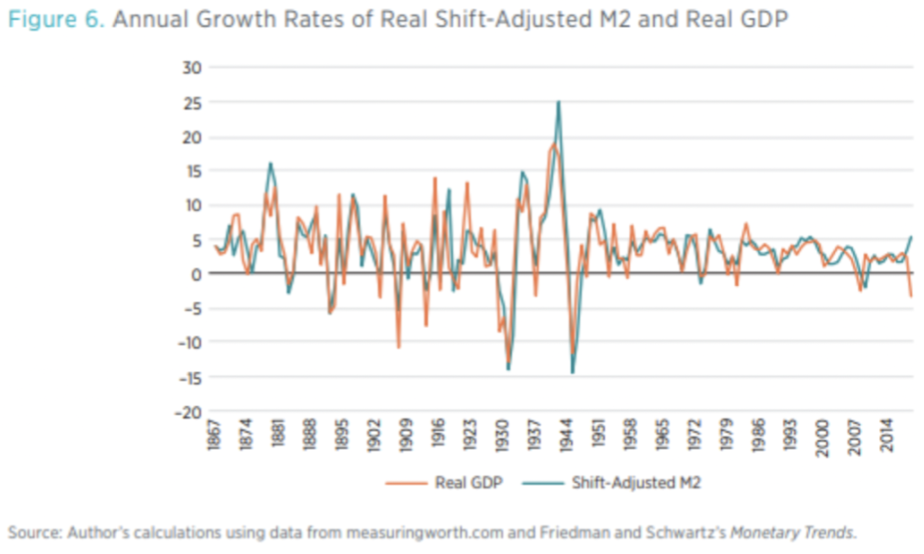 Figure 6. Annual Growth Rates of Real Shift-Adjusted M2 and Real GDP
30
25
20
15
10
5
0
−5
−10
−15
−20
1867 1874 1881 1888 1895 1902 1909 1916 1923 1930 1937 1944 1951 1958 1965 1972 1979 1986 1993 2000 2007 2014
Real GDP Shift-Adjusted M2
Source: Author's calculations using data from measuringworth.com and Friedman and Schwartz's Monetary Trends.